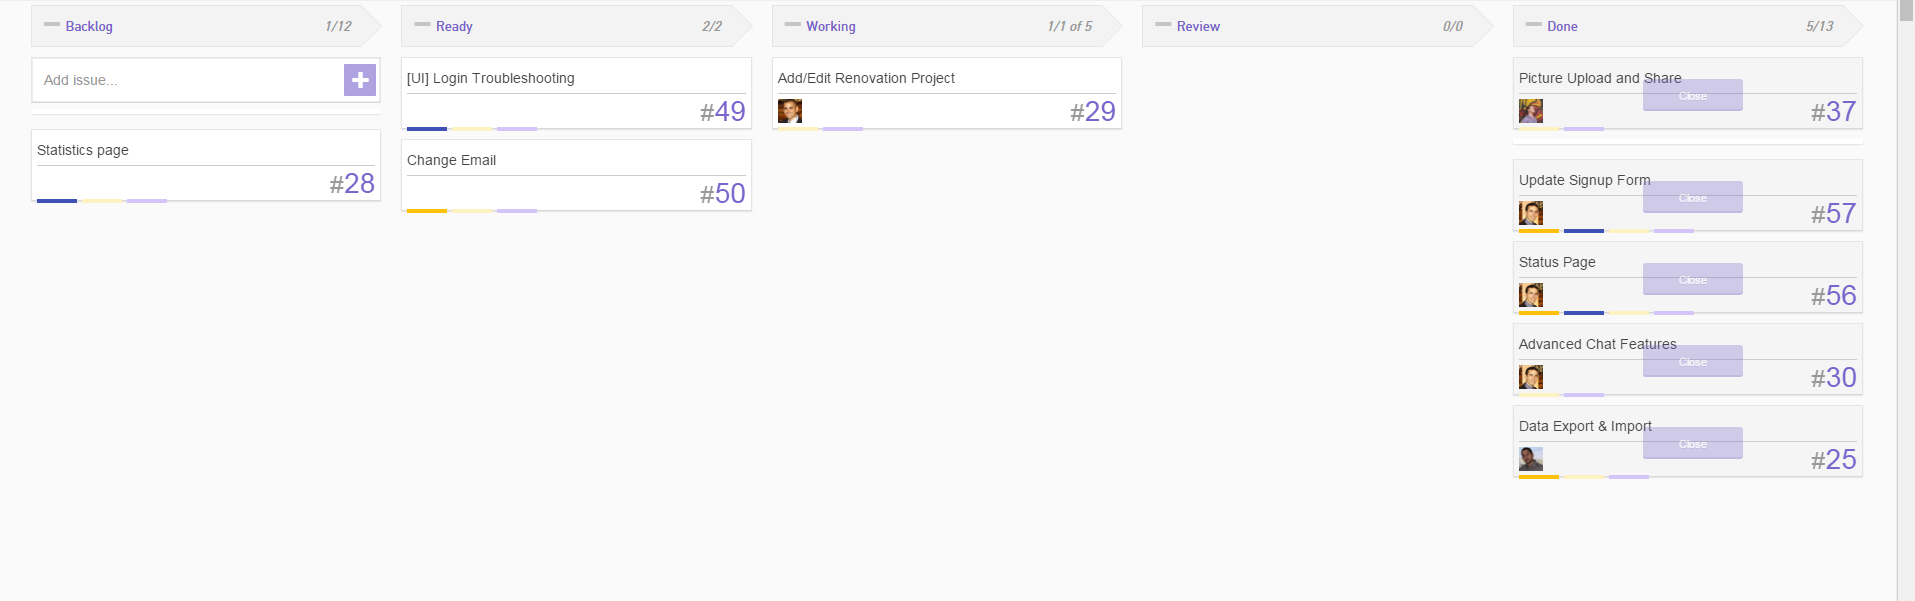 Backlog 1/12
Add issue...
Statistics page
#28
Ready 2/2
[UI] Login Troubleshooting
#49
Change Email
#50
Working 1/1 of 5
Add/Edit Renovation Project
#29
Review 0/0
Done 5/13
Picture Upload and Share
Close
#37
Update Signup Form
Close
#57
Status Page
Close
#56
Advanced Chat Features
Close
#30
Data Export & Import
Close
#25